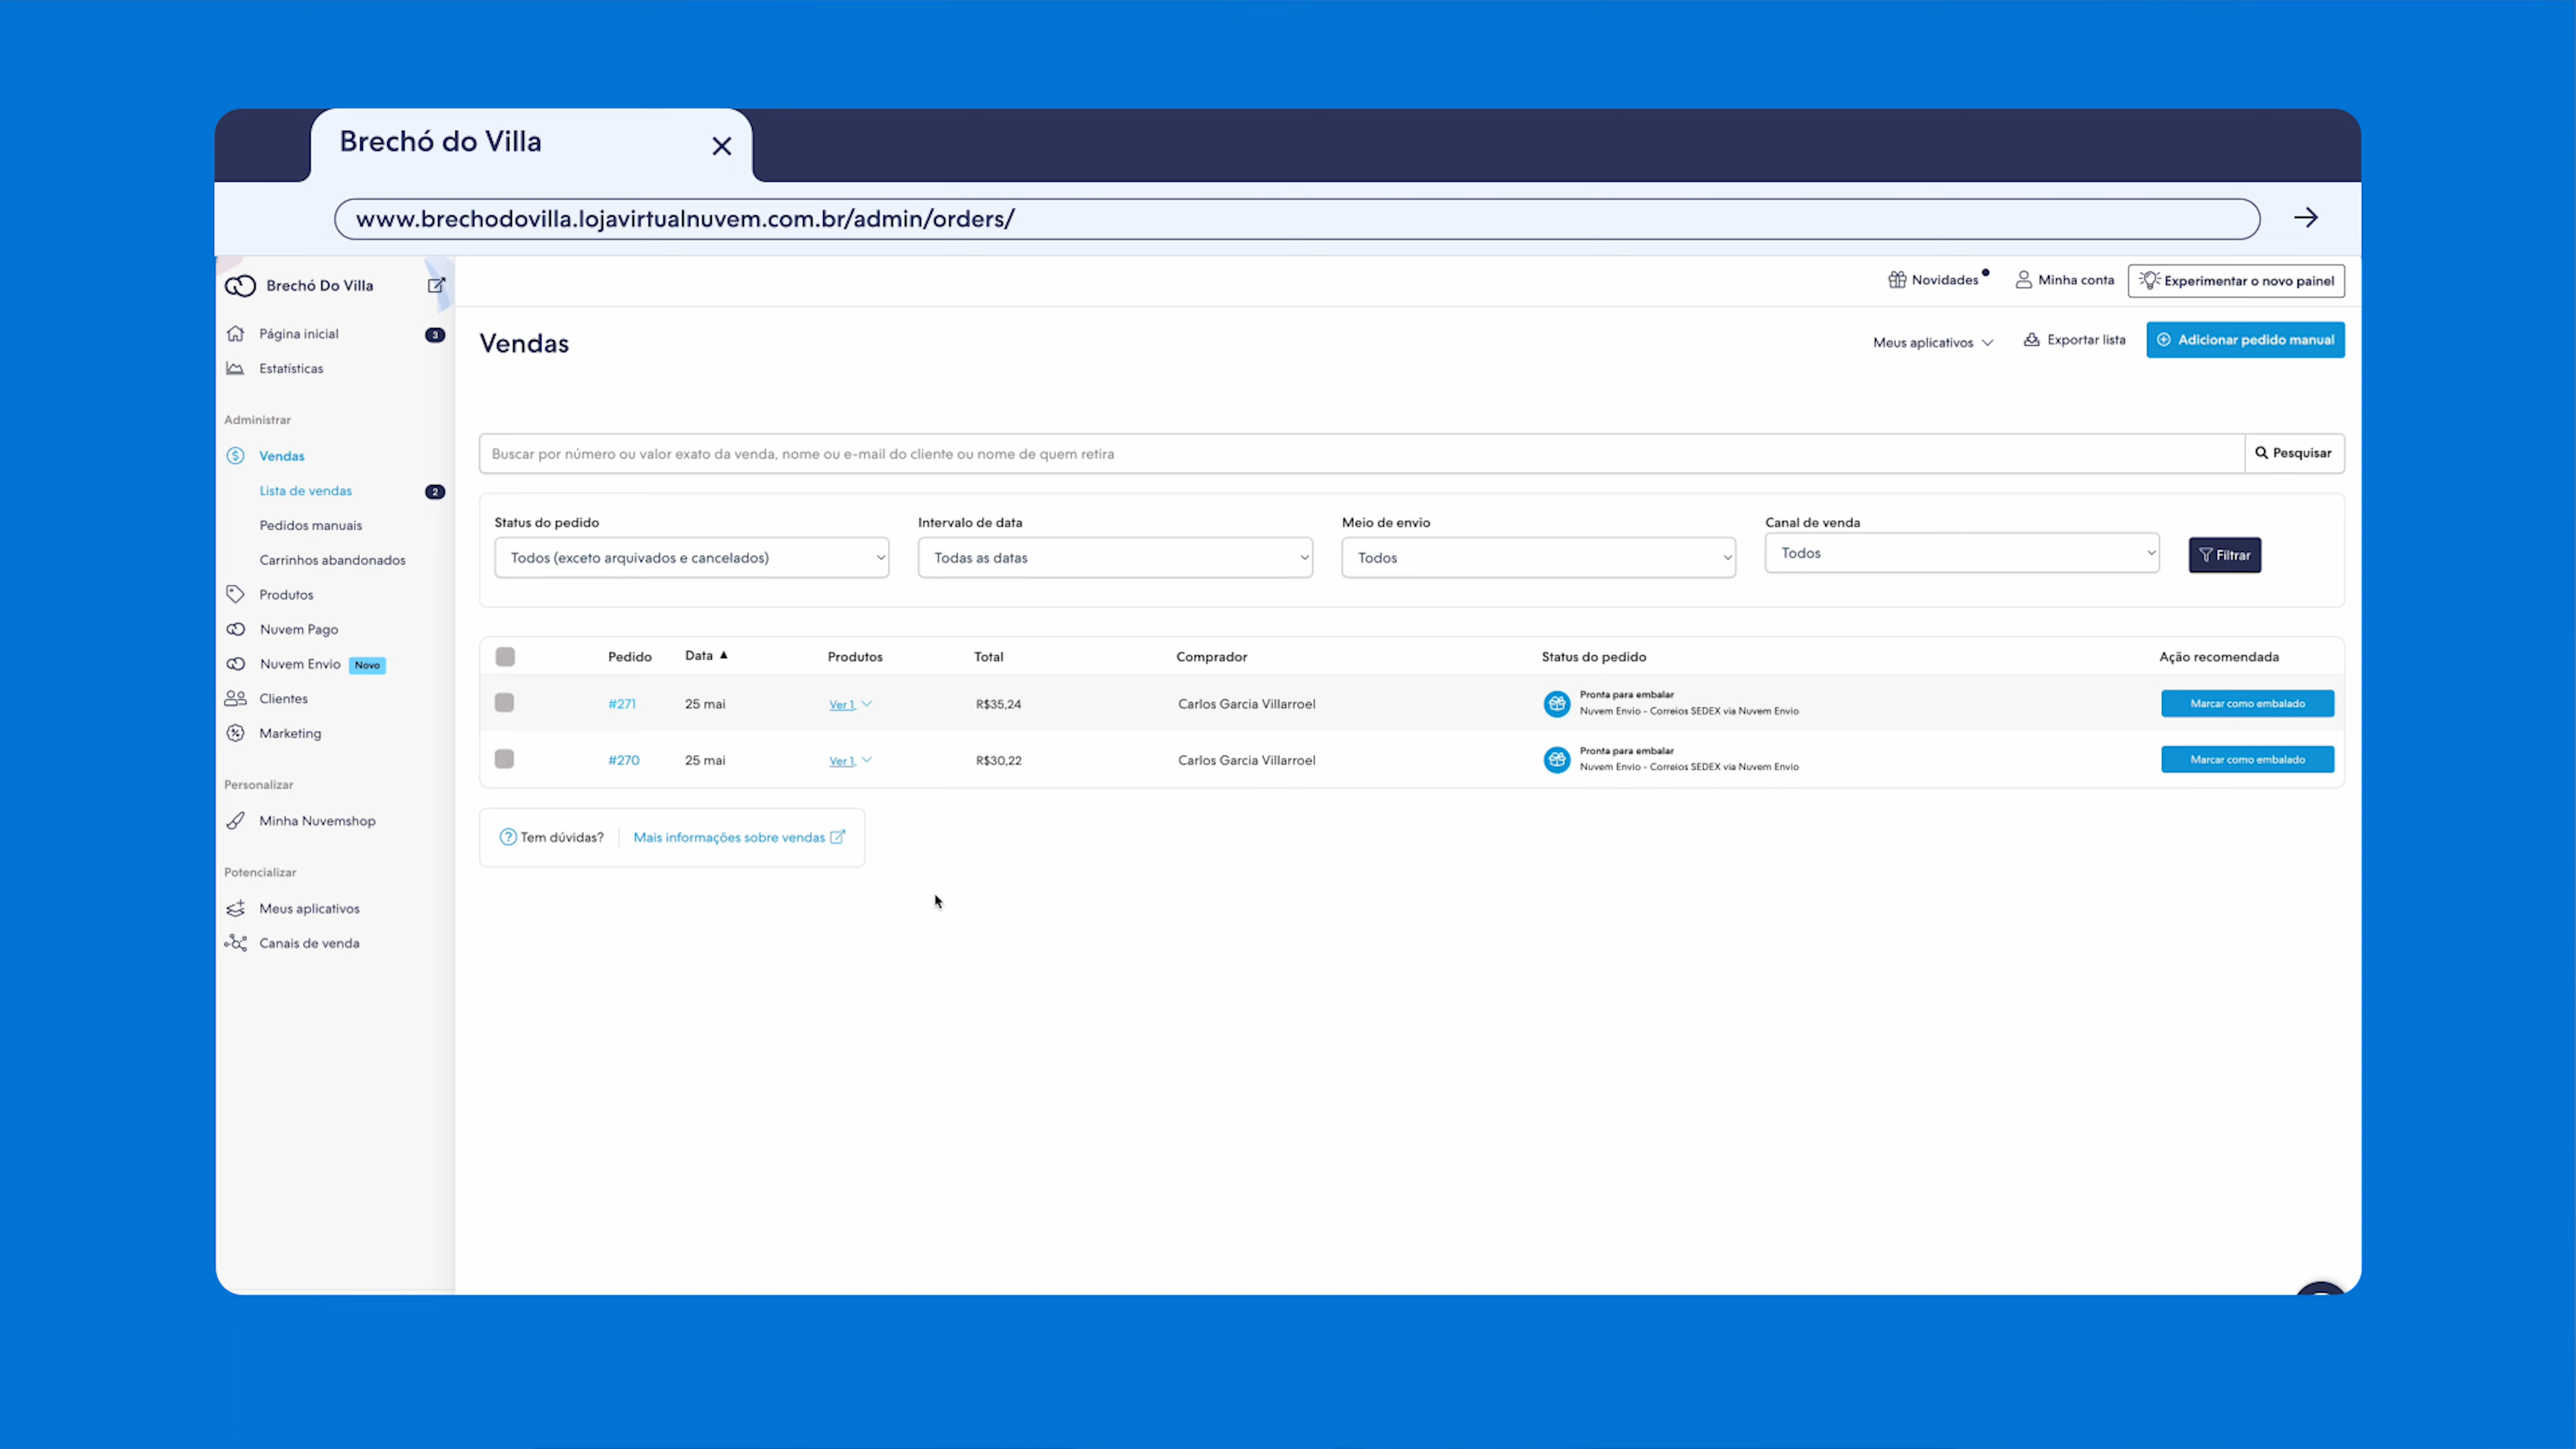 Brechó do Villa
www.brechodovilla.lojavirtualnuvem.com.br/admin/orders/
Brechó Do Villa
Novidades
Minha conta
Experimentar o novo painel
Página inicial
3
Estatísticas
Administrar
Vendas
Lista de vendas
2
Pedidos manuais
Carrinhos abandonados
Produtos
Nuvem Pago
Nuvem Envio Novo
Clientes
Marketing
Personalizar
Minha Nuvemshop
Potencializar
Meus aplicativos
Canais de venda
Vendas
Meus aplicativos
Exportar lista
Adicionar pedido manual
Buscar por número ou valor exato da venda, nome ou e-mail do cliente ou nome de quem retira
Pesquisar
Status do pedido Intervalo de data Meio de envio Canal de venda
Todos (exceto arquivados e cancelados) Todas as datas Todos Todos Filtrar
Pedido Data ▲ Produtos Total Comprador Status do pedido Ação recomendada
#271 25 mai Ver 1 R$35,24 Carlos Garcia Villarroel
Pronta para embalar
Nuvem Envio - Correios SEDEX via Nuvem Envio
Marcar como embalado
#270 25 mai Ver 1 R$30,22 Carlos Garcia Villarroel
Pronta para embalar
Nuvem Envio - Correios SEDEX via Nuvem Envio
Marcar como embalado
Tem dúvidas? Mais informações sobre vendas